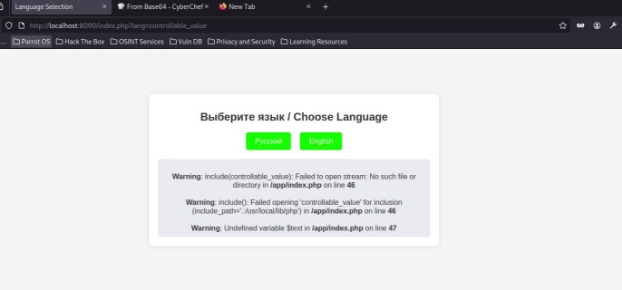 Language Selection
From Base64 - CyberChef
New Tab
http://localhost:8090/index.php?lang=controllable_value
Parrot OS Hack The Box OSINT Services Vuln DB Privacy and Security Learning Resources
Выберите язык / Choose Language
Русский English
Warning: include(controllable_value): Failed to open stream: No such file or
directory in /app/index.php on line 46
Warning: include(): Failed opening 'controllable_value' for inclusion
(include_path='.:/usr/local/lib/php') in /app/index.php on line 46
Warning: Undefined variable $text in /app/index.php on line 47